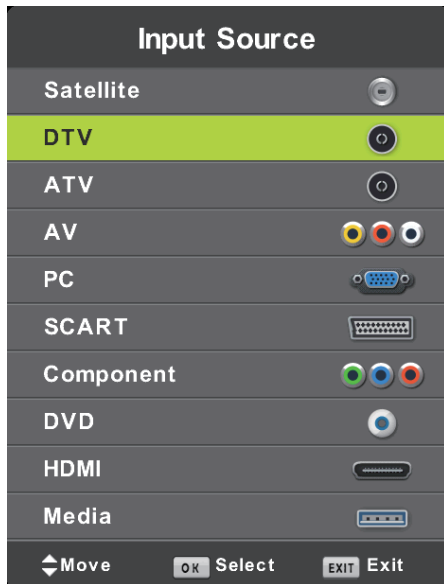 Input Source
Satellite
DTV
ATV
AV
PC
SCART
Component
DVD
HDMI
Media
Move OK Select EXIT Exit